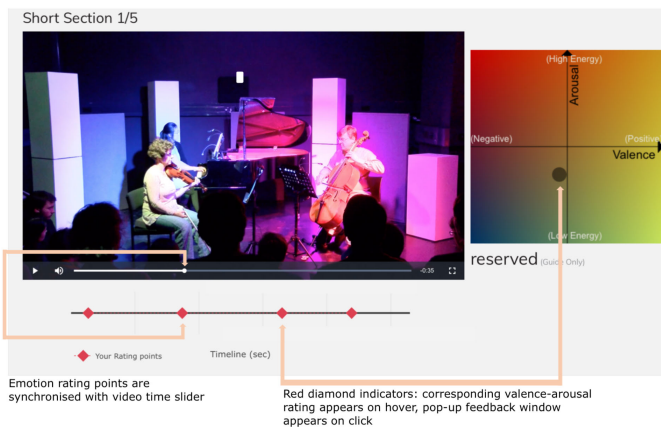 Short Section 1/5
(High Energy)
Arousal
(Negative)
(Positive
Valence
(Low Energy)
reserved (Guide Only)
-0:35
Your Rating points
Timeline (sec)
Emotion rating points are
synchronised with video time slider
Red diamond indicators: corresponding valence-arousal
rating appears on hover, pop-up feedback window
appears on click